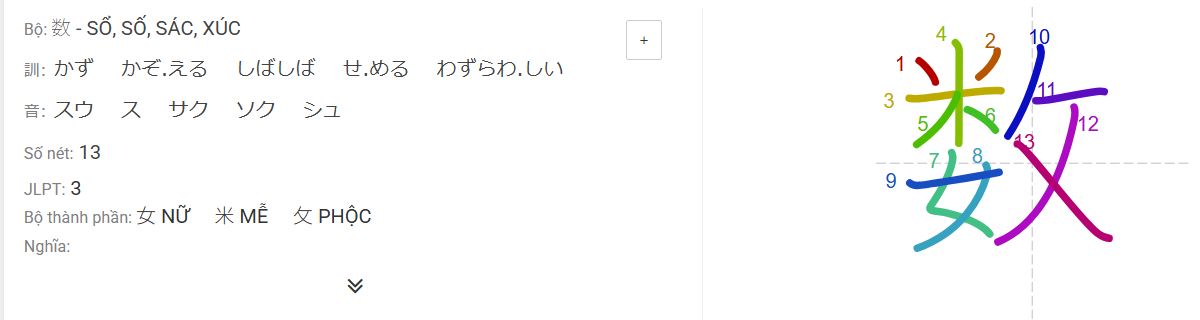 Bộ: 数 - SỔ, SỐ, SÁC, XÚC
+
訓: かず かぞ.える しばしば せ.める わずらわ.しい
音: スウ ス サク ソク シュ
Số nét: 13
JLPT: 3
Bộ thành phần: 女 NỮ 米 MỄ 攵 PHỘC
Nghĩa:
数
1
2
3
4
5
6
7
8
9
10
11
12
13